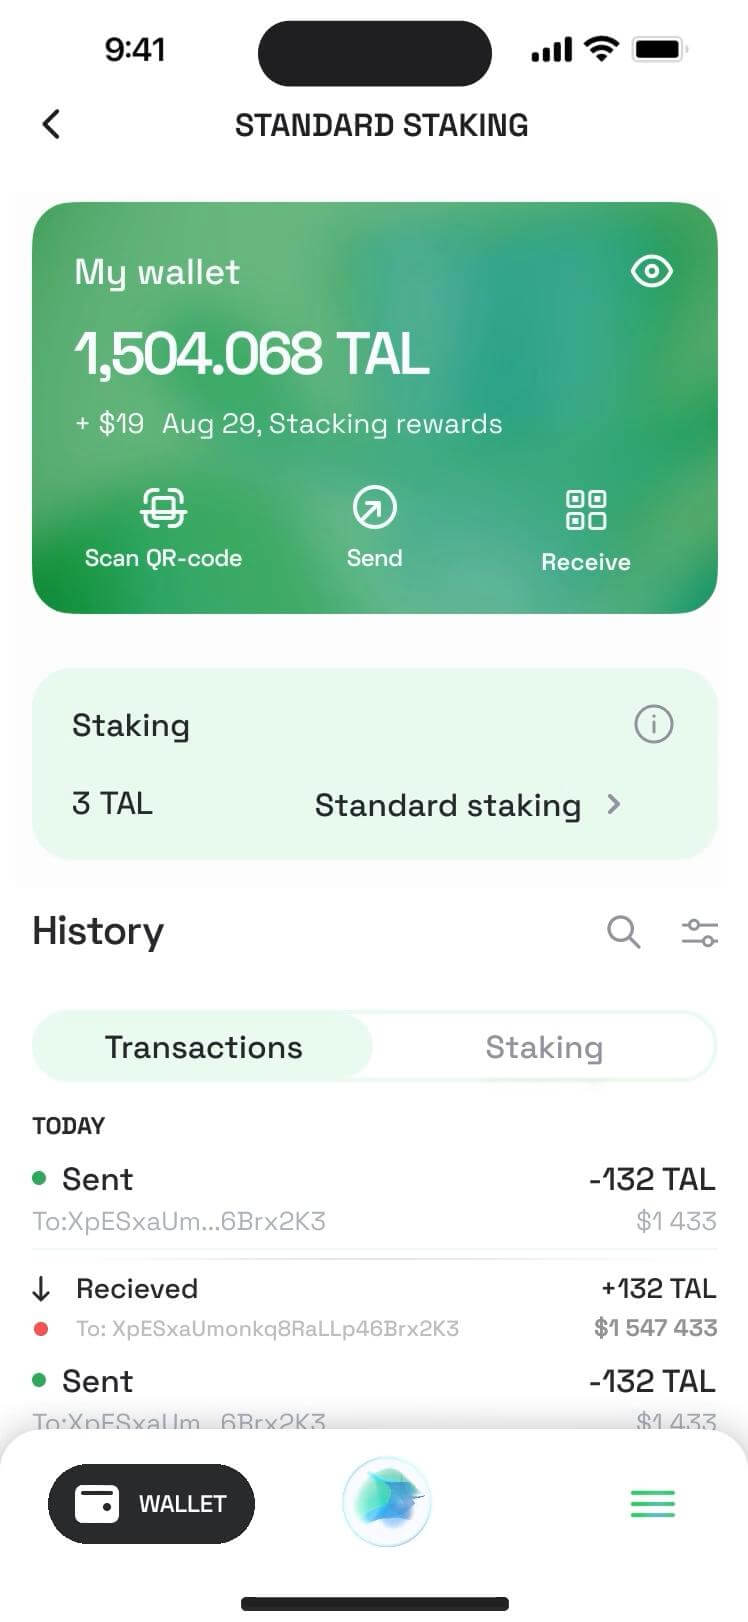 9:41
STANDARD STAKING
My wallet
1,504.068 TAL
+ $19 Aug 29, Stacking rewards
Scan QR-code Send Receive
Staking
3 TAL Standard staking
History
Transactions Staking
TODAY
Sent -132 TAL
To:XpESxaUm...6Brx2K3 $1 433
Recieved +132 TAL
To: XpESxaUmonkq8RaLLp46Brx2K3 $1 547 433
Sent -132 TAL
To:XpESxaUm...6Brx2K3 $1 433
WALLET